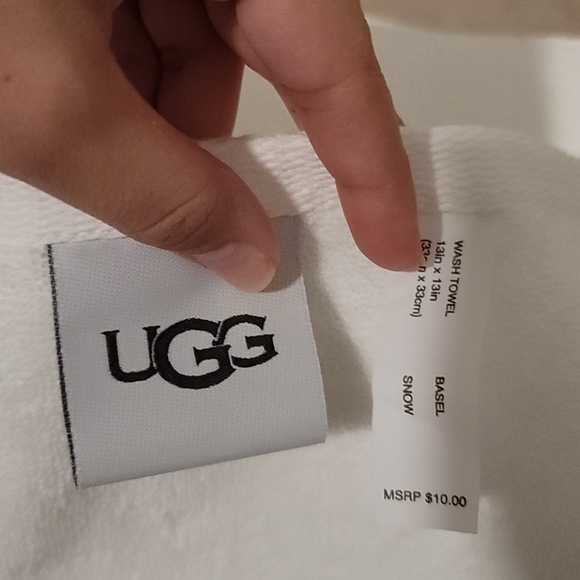 UGG
WASH TOWEL
13in x 13in
x 33cm)
BASEL
SNOW
MSRP $10.00